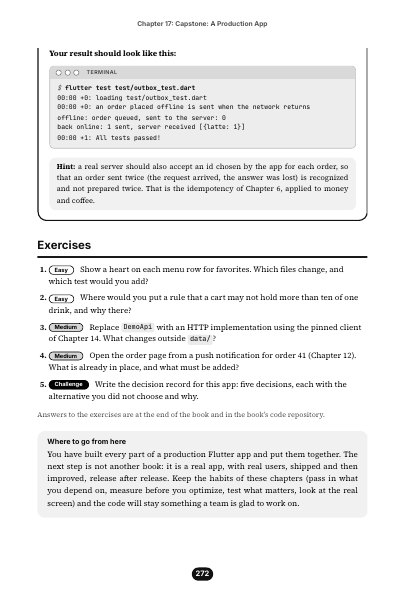 Chapter 17: Capstone: A Production App
Your result should look like this:
TERMINAL
$ flutter test test/outbox_test.dart
00:00 +0: loading test/outbox_test.dart
00:00 +0: an order placed offline is sent when the network returns
offline: order queued, sent to the server: 0
back online: 1 sent, server received [{latte: 1}]
00:00 +1: All tests passed!
Hint: a real server should also accept an id chosen by the app for each order, so
that an order sent twice (the request arrived, the answer was lost) is recognized
and not prepared twice. That is the idempotency of Chapter 6, applied to money
and coffee.
Exercises
1. Easy Show a heart on each menu row for favorites. Which files change, and
which test would you add?
2. Easy Where would you put a rule that a cart may not hold more than ten of one
drink, and why there?
3. Medium Replace DemoApi with an HTTP implementation using the pinned client
of Chapter 14. What changes outside data/?
4. Medium Open the order page from a push notification for order 41 (Chapter 12).
What is already in place, and what must be added?
5. Challenge Write the decision record for this app: five decisions, each with the
alternative you did not choose and why.
Answers to the exercises are at the end of the book and in the book's code repository.
Where to go from here
You have built every part of a production Flutter app and put them together. The
next step is not another book: it is a real app, with real users, shipped and then
improved, release after release. Keep the habits of these chapters (pass in what
you depend on, measure before you optimize, test what matters, look at the real
screen) and the code will stay something a team is glad to work on.
272